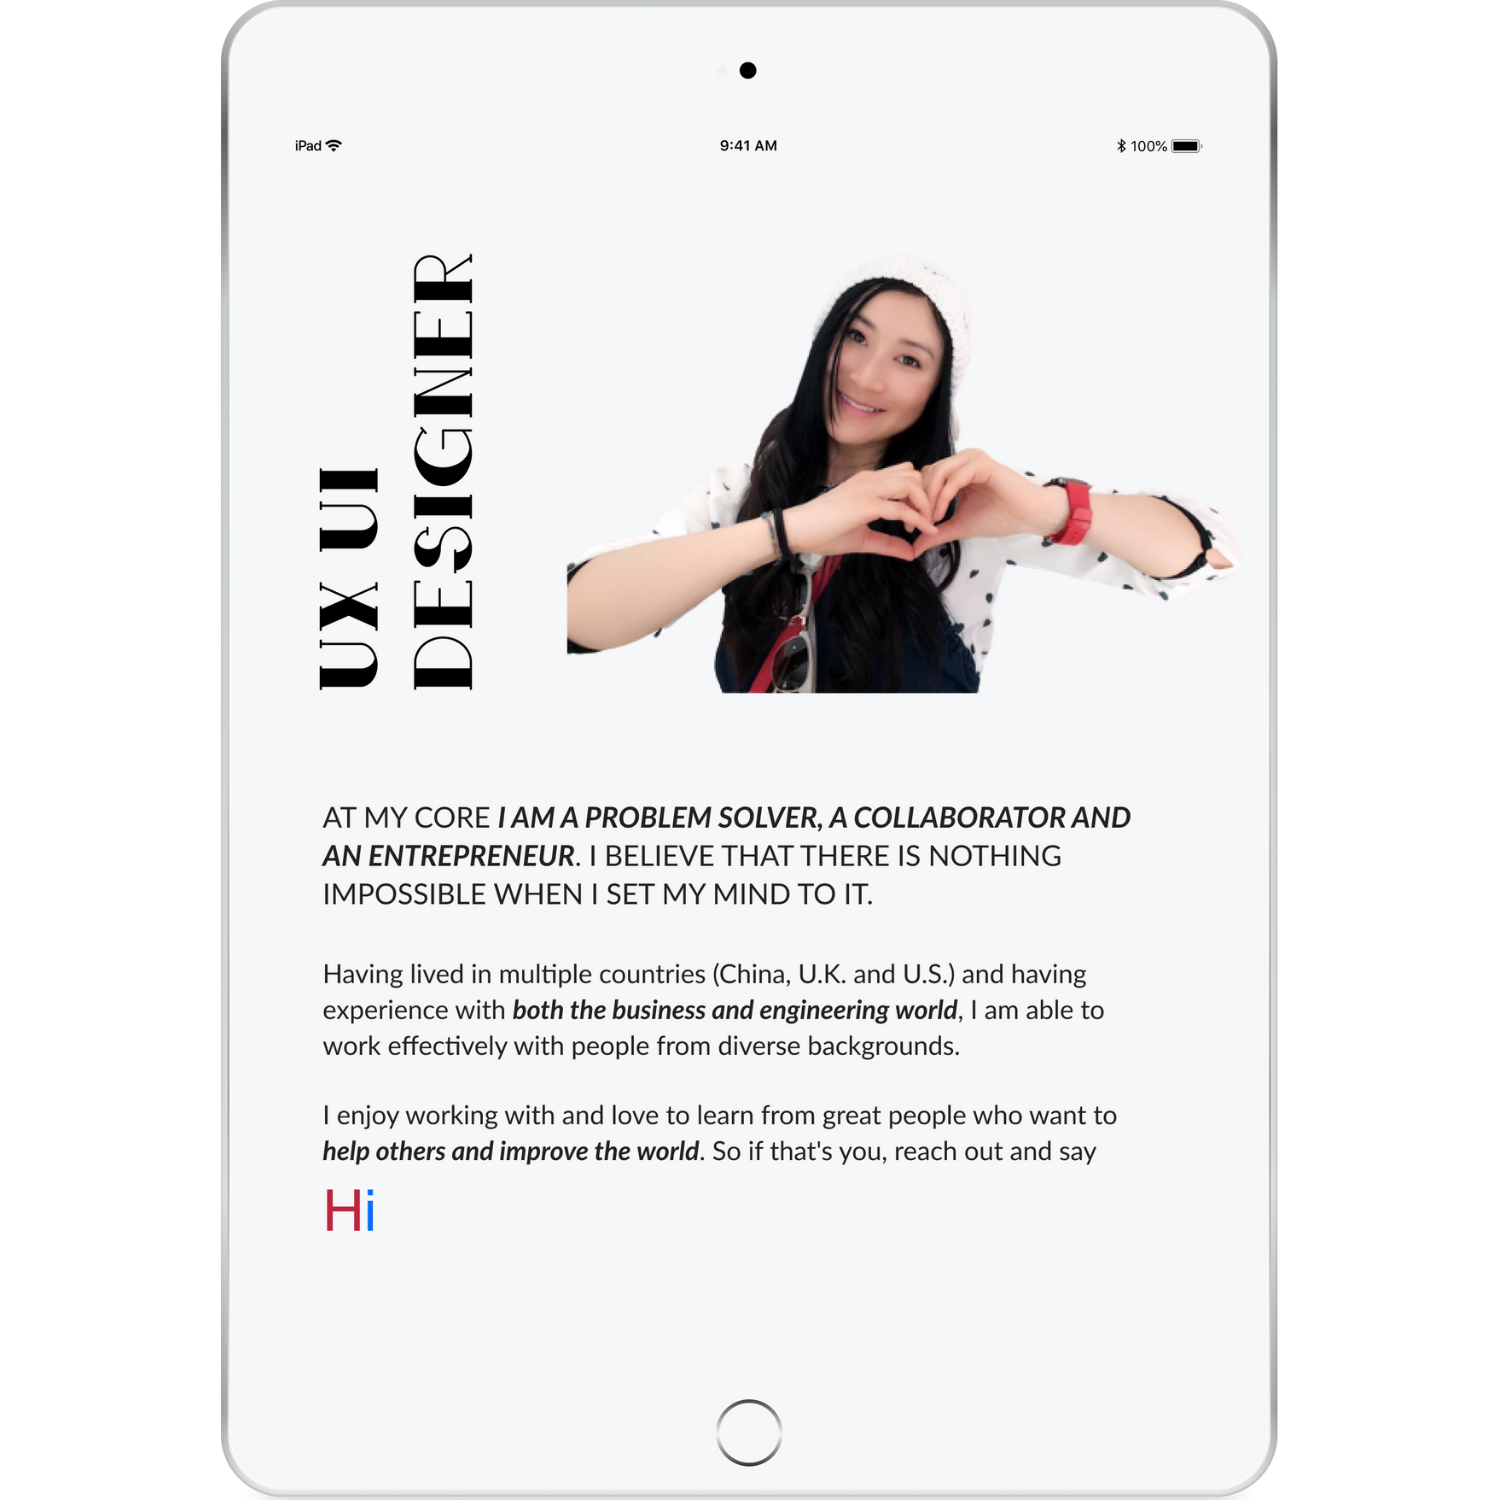 iPad
9:41 AM
100%
UX UI
DESIGNER
AT MY CORE I AM A PROBLEM SOLVER, A COLLABORATOR AND
AN ENTREPRENEUR. I BELIEVE THAT THERE IS NOTHING
IMPOSSIBLE WHEN I SET MY MIND TO IT.
Having lived in multiple countries (China, U.K. and U.S.) and having
experience with both the business and engineering world, I am able to
work effectively with people from diverse backgrounds.
I enjoy working with and love to learn from great people who want to
help others and improve the world. So if that's you, reach out and say
Hi